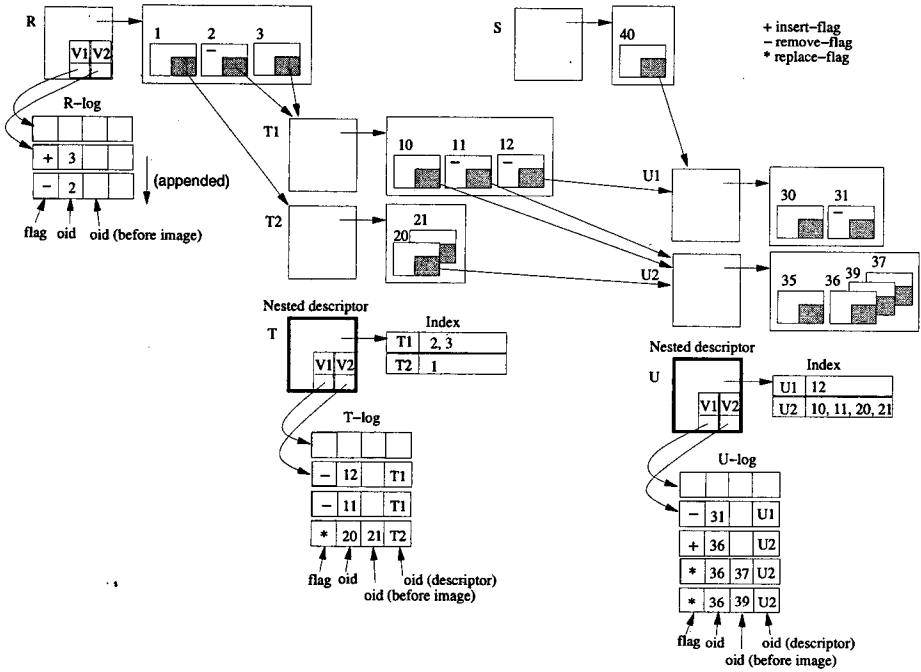 R
V1 V2
1 2 3
−
S
40
+ insert−flag
− remove−flag
* replace−flag
R−log
+ 3
− 2
(appended)
flag oid oid (before image)
T1
10 11 12
− −
T2
21
20
U1
30 31
−
U2
35 36 39 37
Nested descriptor
T
V1 V2
Index
T1 2, 3
T2 1
T−log
− 12 T1
− 11 T1
* 20 21 T2
flag oid oid (descriptor)
oid (before image)
Nested descriptor
U
V1 V2
Index
U1 12
U2 10, 11, 20, 21
U−log
− 31 U1
+ 36 U2
* 36 37 U2
* 36 39 U2
flag oid oid (descriptor)
oid (before image)